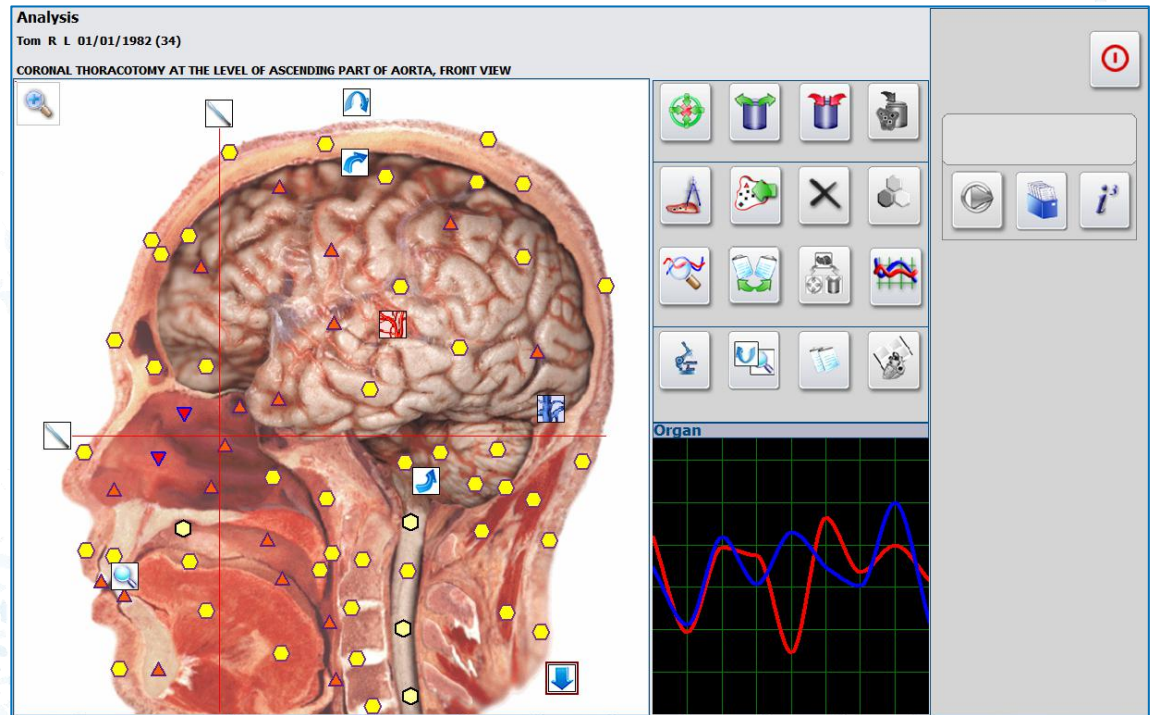 Analysis
Tom R L 01/01/1982 (34)
CORONAL THORACOTOMY AT THE LEVEL OF ASCENDING PART OF AORTA, FRONT VIEW
i³
Organ